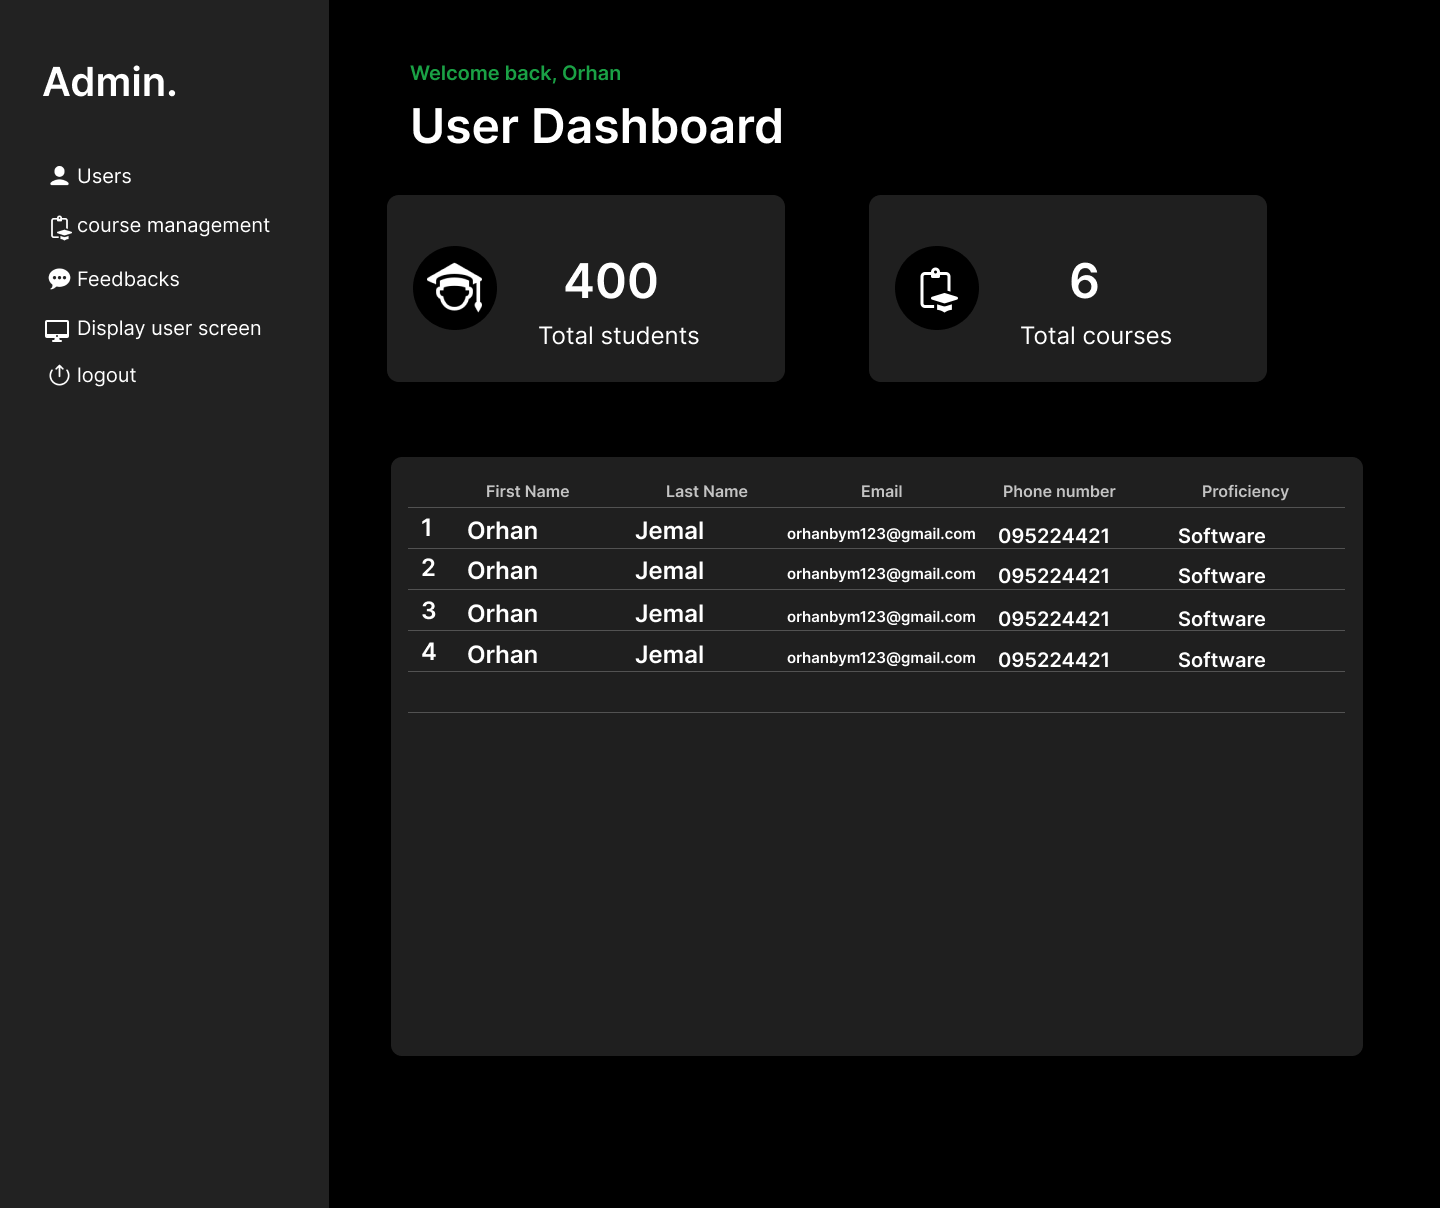 Admin.
Users
course management
Feedbacks
Display user screen
logout
Welcome back, Orhan
User Dashboard
400
Total students
6
Total courses
First Name Last Name Email Phone number Proficiency
1 Orhan Jemal orhanbym123@gmail.com 095224421 Software
2 Orhan Jemal orhanbym123@gmail.com 095224421 Software
3 Orhan Jemal orhanbym123@gmail.com 095224421 Software
4 Orhan Jemal orhanbym123@gmail.com 095224421 Software